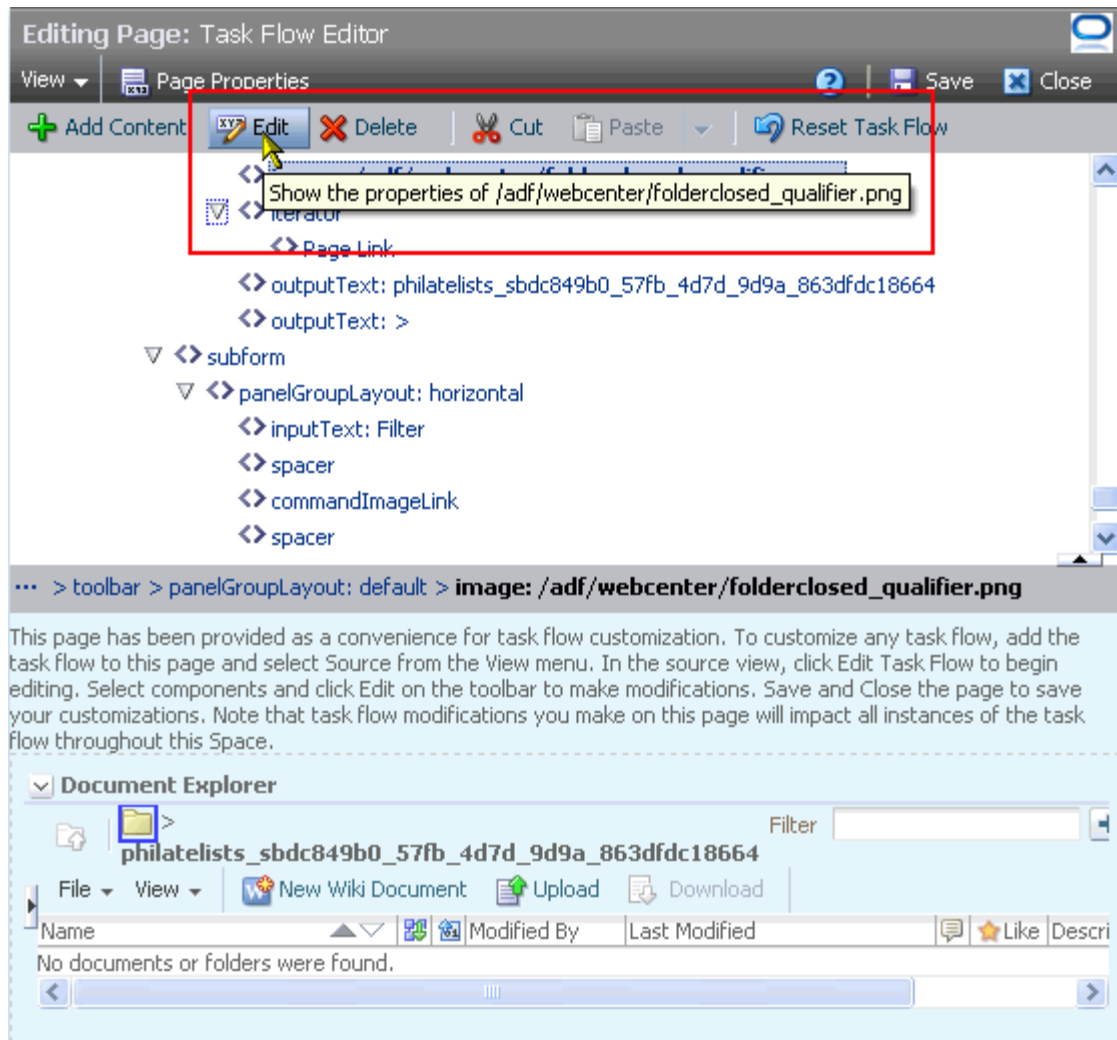 Editing Page: Task Flow Editor
View Page Properties Save Close
Add Content Edit Delete Cut Paste Reset Task Flow
Show the properties of /adf/webcenter/folderclosed_qualifier.png
iterator
Page Link
outputText: philatelists_sbdc849b0_57fb_4d7d_9d9a_863dfdc18664
outputText: >
subform
panelGroupLayout: horizontal
inputText: Filter
spacer
commandImageLink
spacer
... > toolbar > panelGroupLayout: default > image: /adf/webcenter/folderclosed_qualifier.png
This page has been provided as a convenience for task flow customization. To customize any task flow, add the
task flow to this page and select Source from the View menu. In the source view, click Edit Task Flow to begin
editing. Select components and click Edit on the toolbar to make modifications. Save and Close the page to save
your customizations. Note that task flow modifications you make on this page will impact all instances of the task
flow throughout this Space.
Document Explorer
> Filter
philatelists_sbdc849b0_57fb_4d7d_9d9a_863dfdc18664
File View New Wiki Document Upload Download
Name Modified By Last Modified Like Descri
No documents or folders were found.